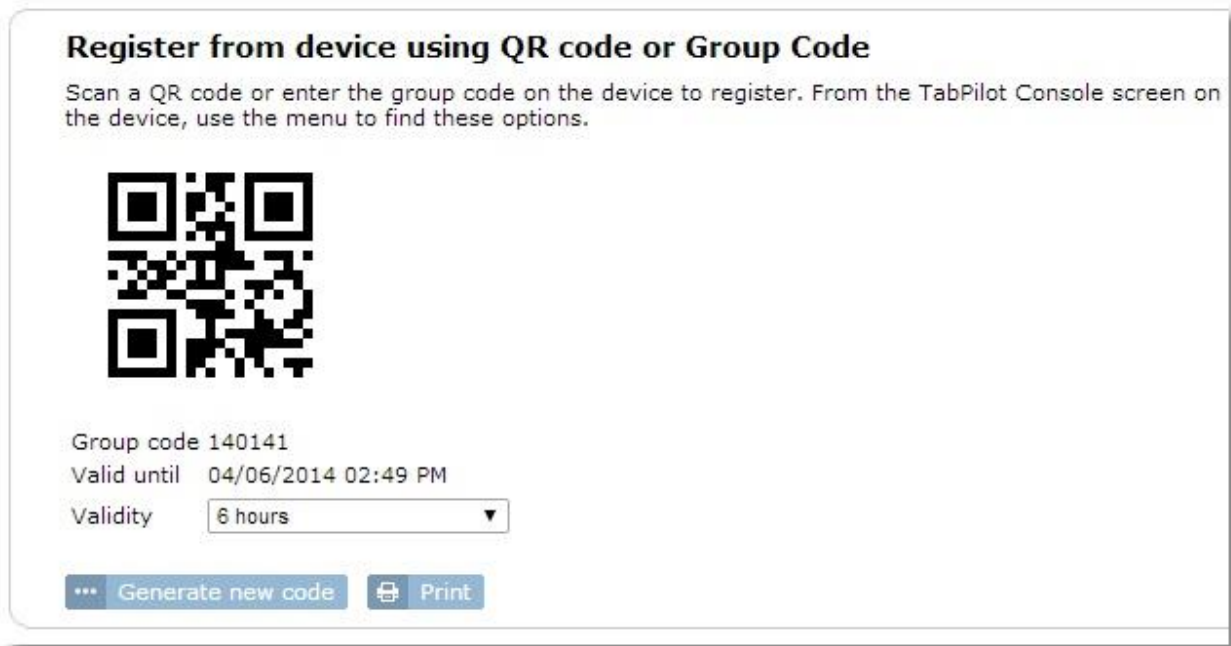 Register from device using QR code or Group Code
Scan a QR code or enter the group code on the device to register. From the TabPilot Console screen on
the device, use the menu to find these options.
Group code 140141
Valid until 04/06/2014 02:49 PM
Validity 6 hours
Generate new code Print